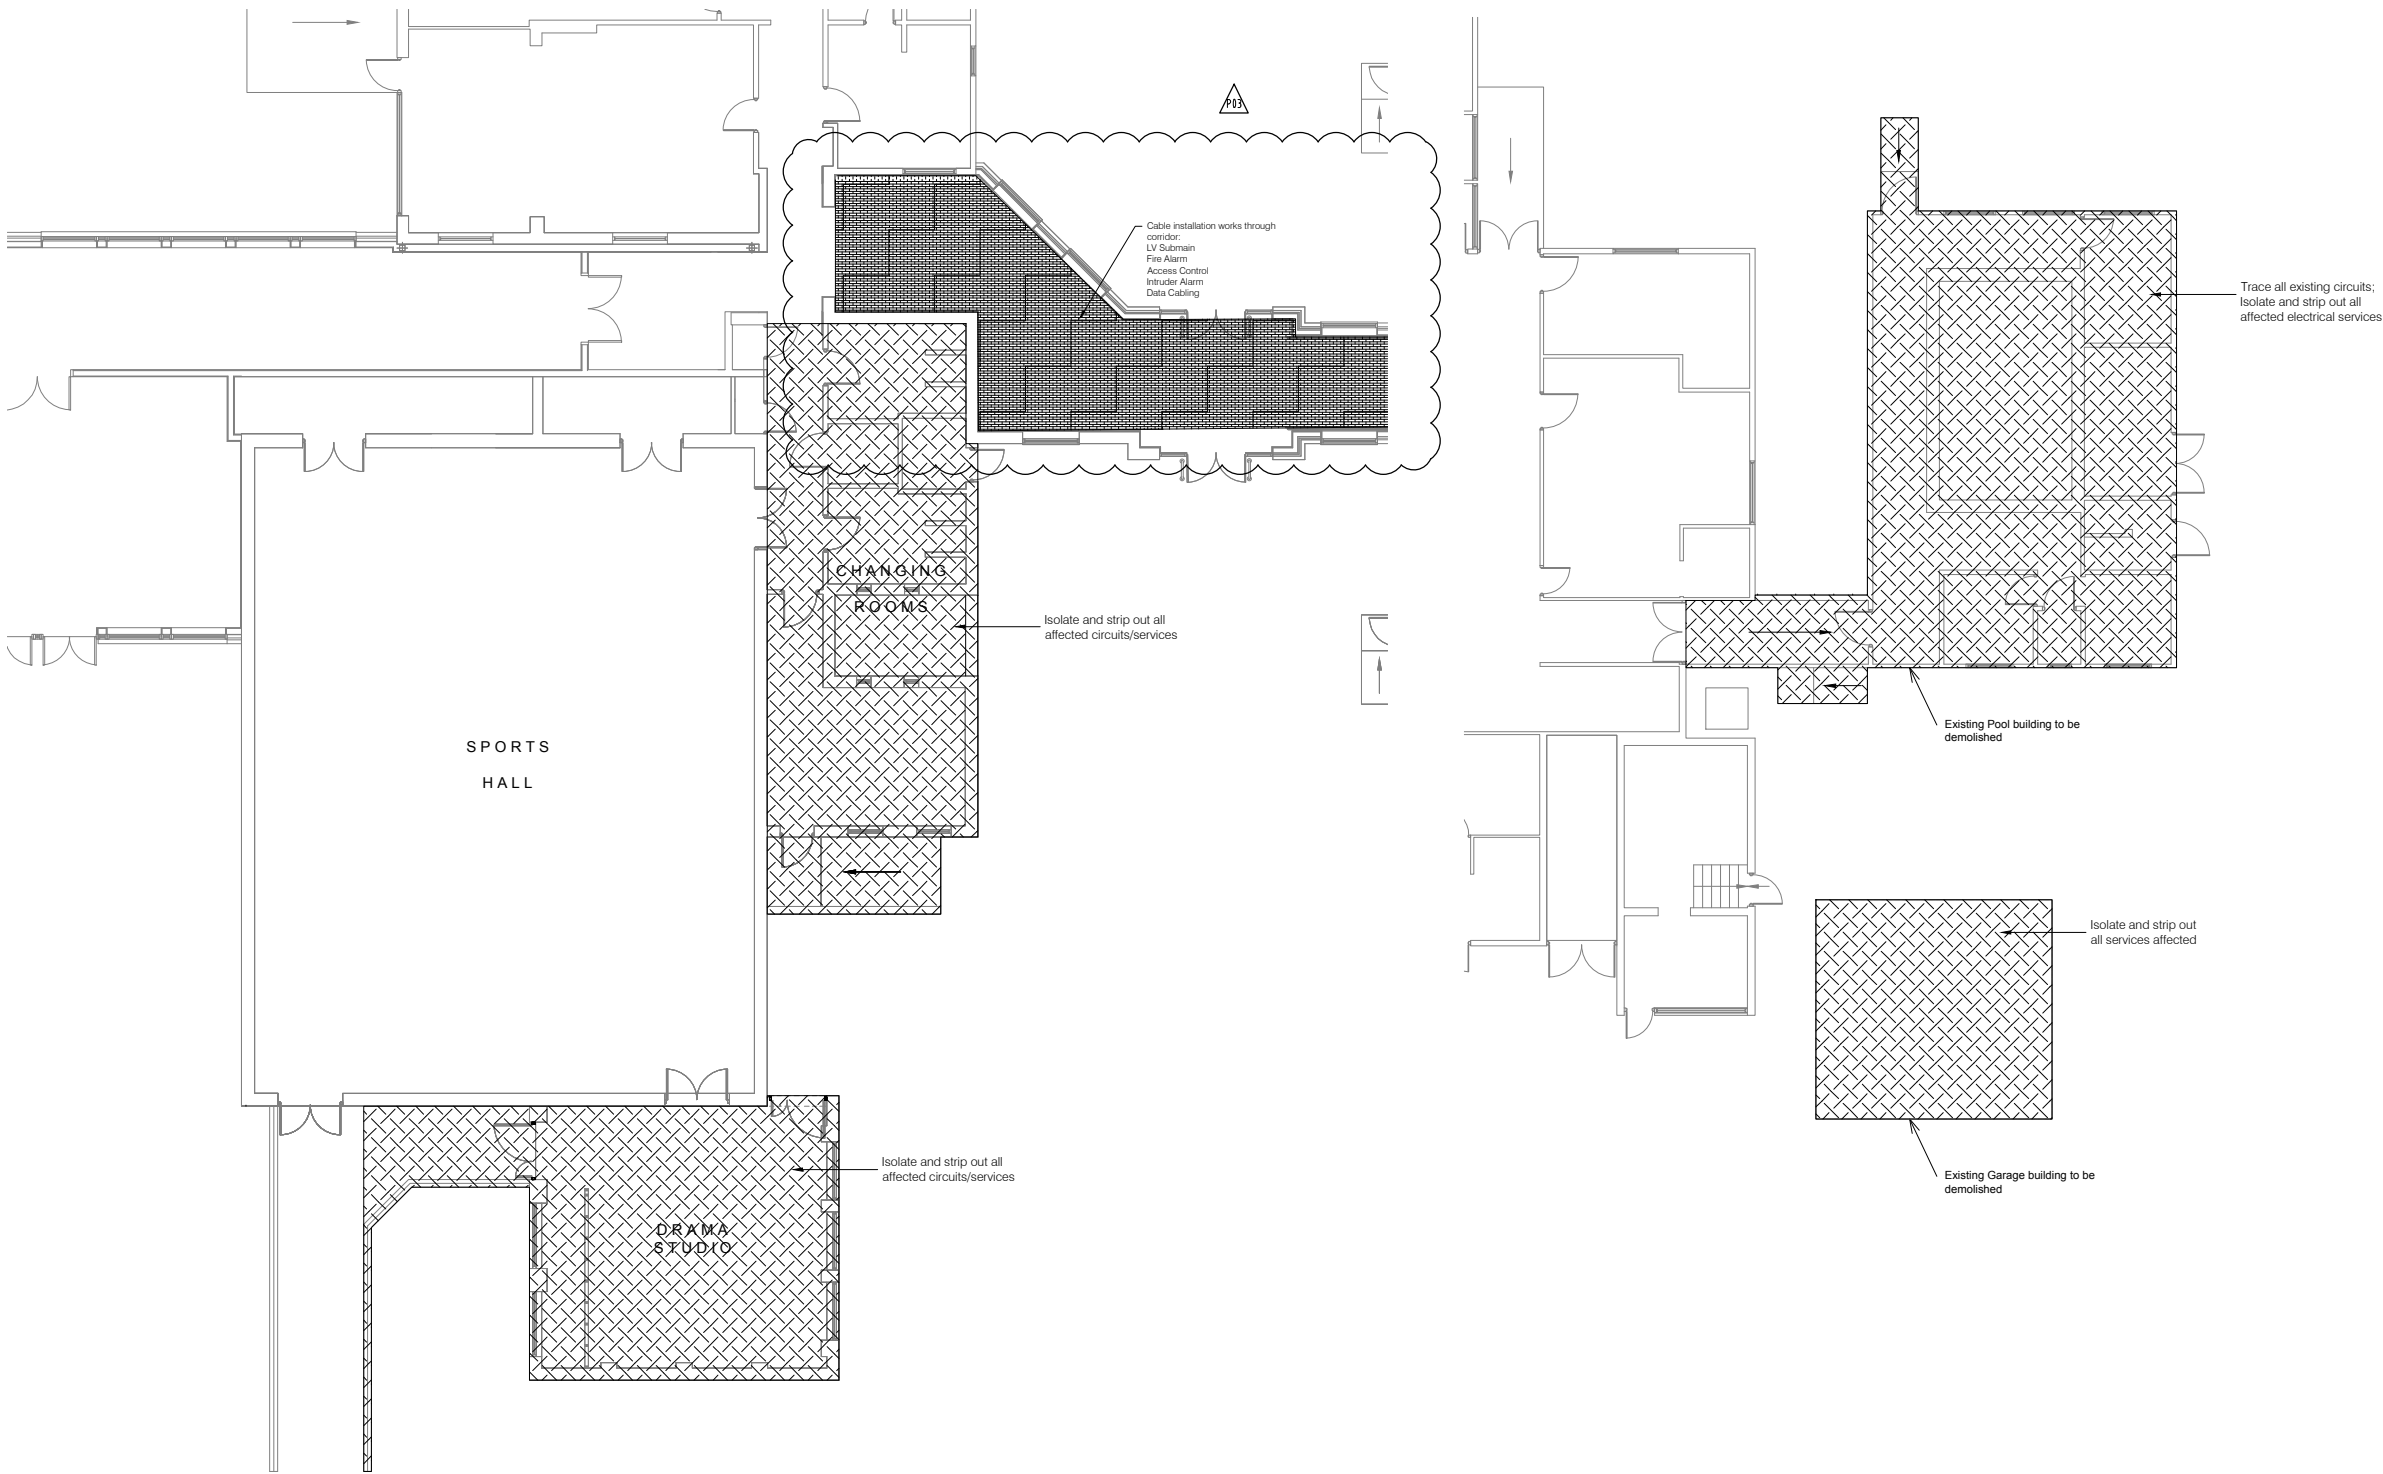 P03
Cable installation works through
corridor:
LV Submain
Fire Alarm
Access Control
Intruder Alarm
Data Cabling
Trace all existing circuits;
Isolate and strip out all
affected electrical services
CHANGING
ROOMS
Isolate and strip out all
affected circuits/services
SPORTS
HALL
Existing Pool building to be
demolished
Isolate and strip out
all services affected
Isolate and strip out all
affected circuits/services
Existing Garage building to be
demolished
DRAMA
STUDIO